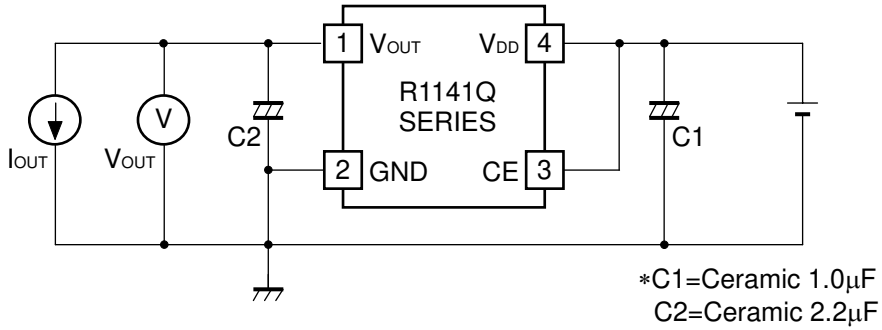 1 VOUT VDD 4
R1141Q
SERIES
V
C2
C1
IOUT
VOUT
2 GND CE 3
*C1=Ceramic 1.0μF
C2=Ceramic 2.2μF